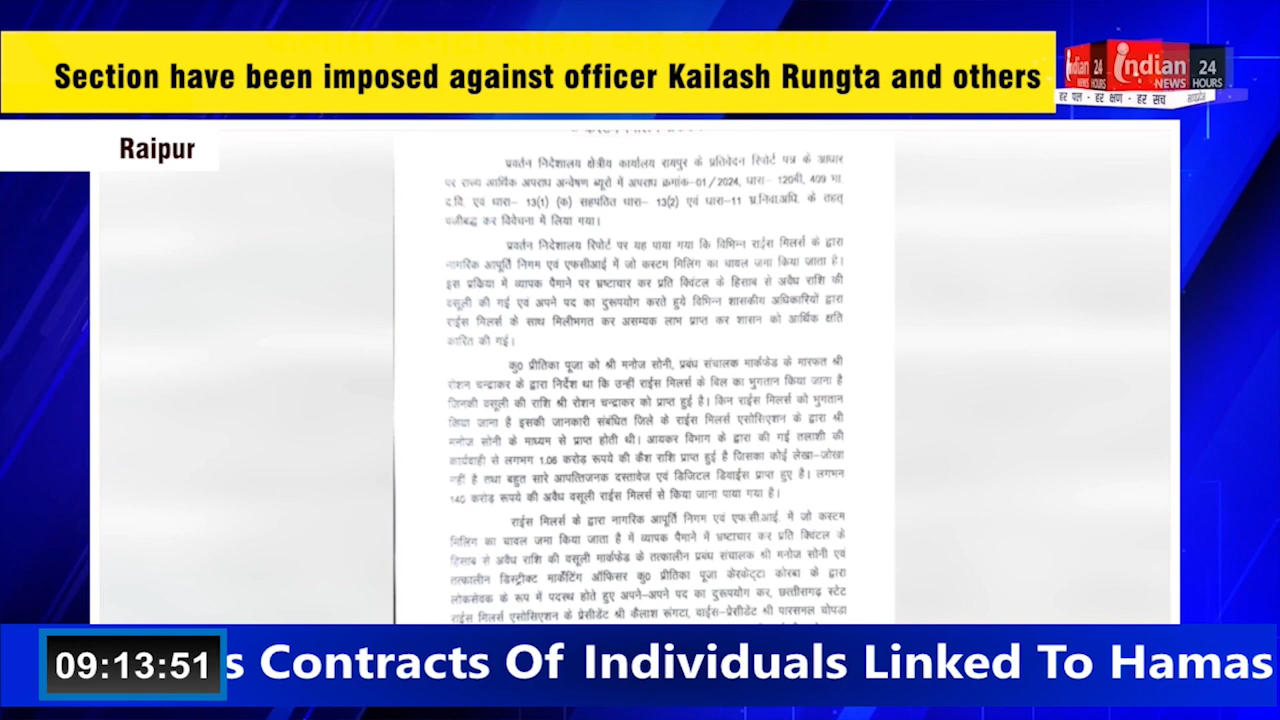 Section have been imposed against officer Kailash Rungta and others
indian NEWS 24 HOURS
indian NEWS 24 HOURS
हर पल - हर क्षण - हर सच
Raipur
प्रवर्तन निदेशालय क्षेत्रीय कार्यालय रायपुर के प्रतिवेदन रिपोर्ट पत्र के आधार
पर राज्य आर्थिक अपराध अन्वेषण ब्यूरो में अपराध क्रमांक-01/2024, धारा- 120बी, 409 भा.
द.वि. एवं धारा- 13(1) (क) सहपठित धारा- 13(2) एवं धारा-11 भ्र.निवा.अधि. के तहत्
पंजीबद्ध कर विवेचना में लिया गया।
प्रवर्तन निदेशालय रिपोर्ट पर यह पाया गया कि विभिन्न राईस मिलर्स के द्वारा
नागरिक आपूर्ति निगम एवं एफसीआई में जो कस्टम मिलिंग का चावल जमा किया जाता है।
इस प्रकिया में व्यापक पैमाने पर भ्रष्टाचार कर प्रति क्विंटल के हिसाब से अवैध राशि की
वसूली की गई एवं अपने पद का दुरूपयोग करते हुये विभिन्न शासकीय अधिकारियों द्वारा
राईस मिलर्स के साथ मिलीभगत कर असम्यक लाभ प्राप्त कर शासन को आर्थिक क्षति
कारित की गई।
कु0 प्रीतिका पूजा को श्री मनोज सोनी, प्रबंध संचालक मार्कफेड के मारफत श्री
रोशन चन्द्राकर के द्वारा निर्देश था कि उन्हीं राईस मिलर्स के बिल का भुगतान किया जाना है
जिनकी वसूली की राशि श्री रोशन चन्द्राकर को प्राप्त हुई है। किन राईस मिलर्स को भुगतान
किया जाना है इसकी जानकारी संबंधित जिले के राईस मिलर्स एसोसिएशन के द्वारा श्री
मनोज सोनी के माध्यम से प्राप्त होती थी। आयकर विभाग के द्वारा की गई तलाशी की
कार्यवाही से लगभग 1.06 करोड़ रूपये की कैश राशि प्राप्त हुई है जिसका कोई लेखा-जोखा
नहीं है तथा बहुत सारे आपत्तिजनक दस्तावेज एवं डिजिटल डिवाईस प्राप्त हुए है। लगभग
140 करोड़ रूपये की अवैध वसूली राईस मिलर्स से किया जाना पाया गया है।
राईस मिलर्स के द्वारा नागरिक आपूर्ति निगम एवं एफ.सी.आई. में जो कस्टम
मिलिंग का चावल जमा किया जाता है में व्यापक पैमाने में भ्रष्टाचार कर प्रति क्विंटल के
हिसाब से अवैध राशि की वसूली मार्कफेड के तत्कालीन प्रबंध संचालक श्री मनोज सोनी एवं
तत्कालीन डिस्ट्रीक्ट मार्केटिंग ऑफिसर कु0 प्रीतिका पूजा केरकेट्टा कोरबा के द्वारा
लोकसेवक के रूप में पदस्थ होते हुए अपने-अपने पद का दुरूपयोग कर, छत्तीसगढ़ स्टेट
राईस मिलर्स एसोसिएशन के प्रेसीडेंट श्री कैलाश रूंगटा, वाईस-प्रेसीडेंट श्री पारसमल चोपड़ा
09:13:51
s Contracts Of Individuals Linked To Hamas